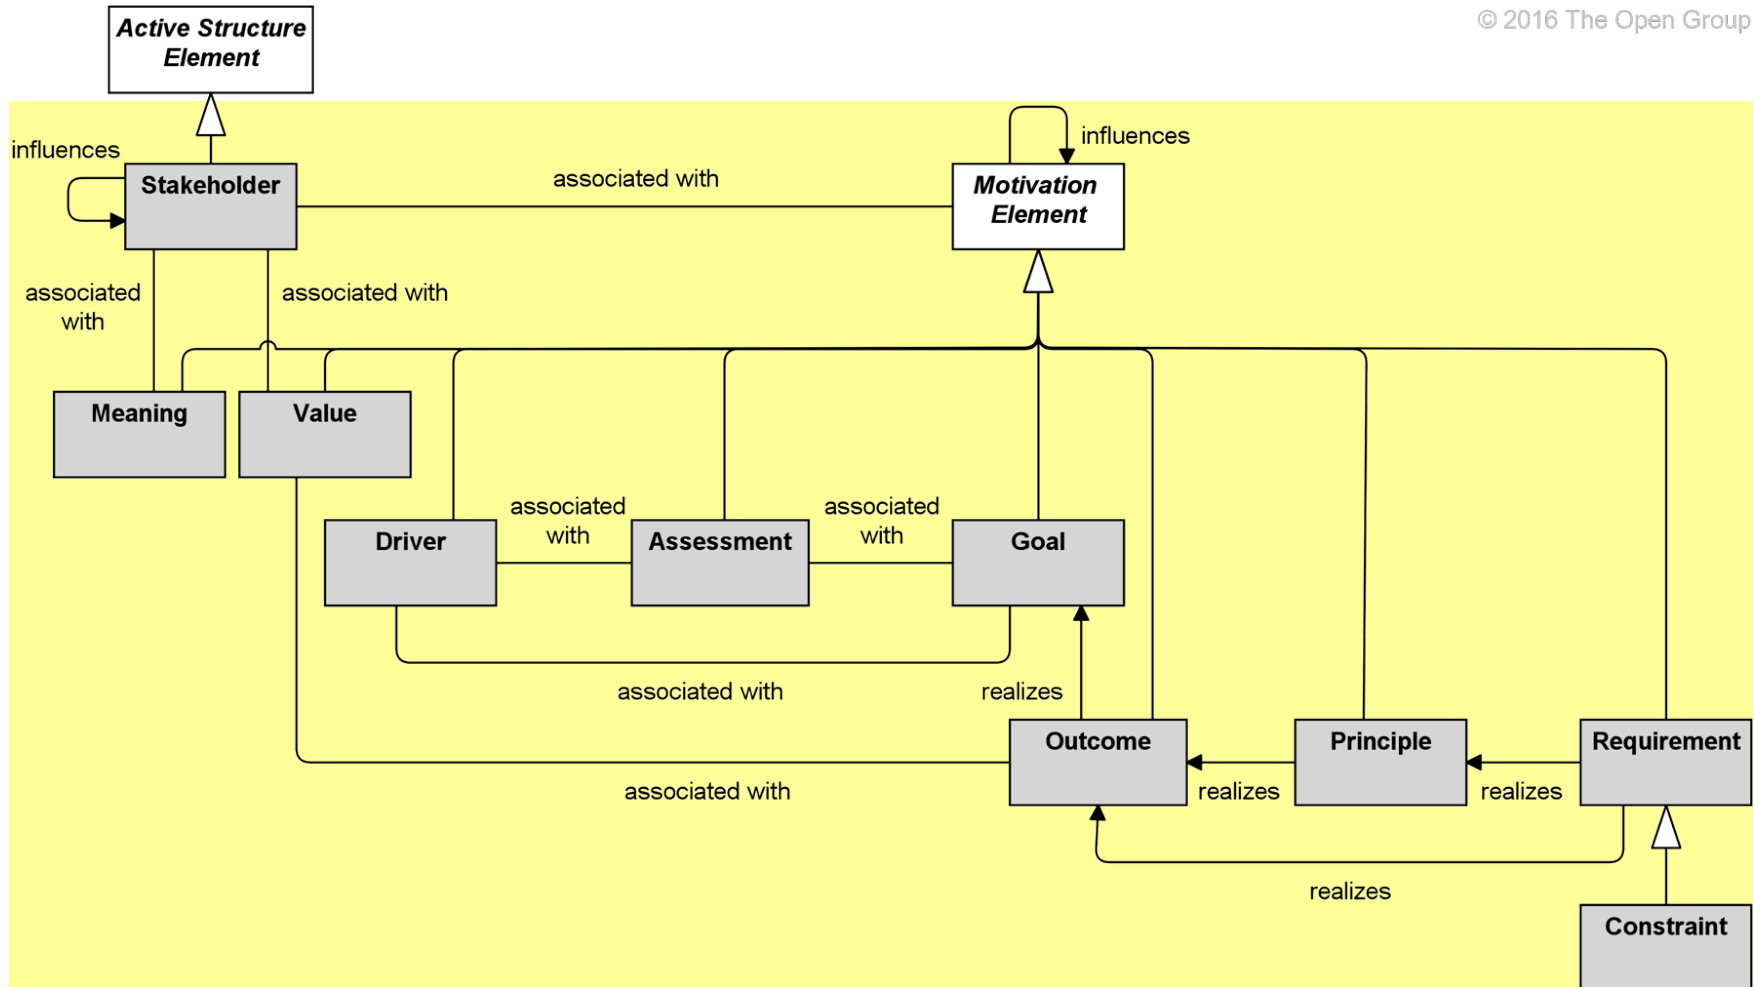 © 2016 The Open Group
Active Structure
Element
influences
influences
Stakeholder
associated with
Motivation
Element
associated
with
associated with
Meaning
Value
associated
with
associated
with
Driver
Assessment
Goal
associated with
realizes
Outcome
Principle
Requirement
associated with
realizes
realizes
realizes
Constraint